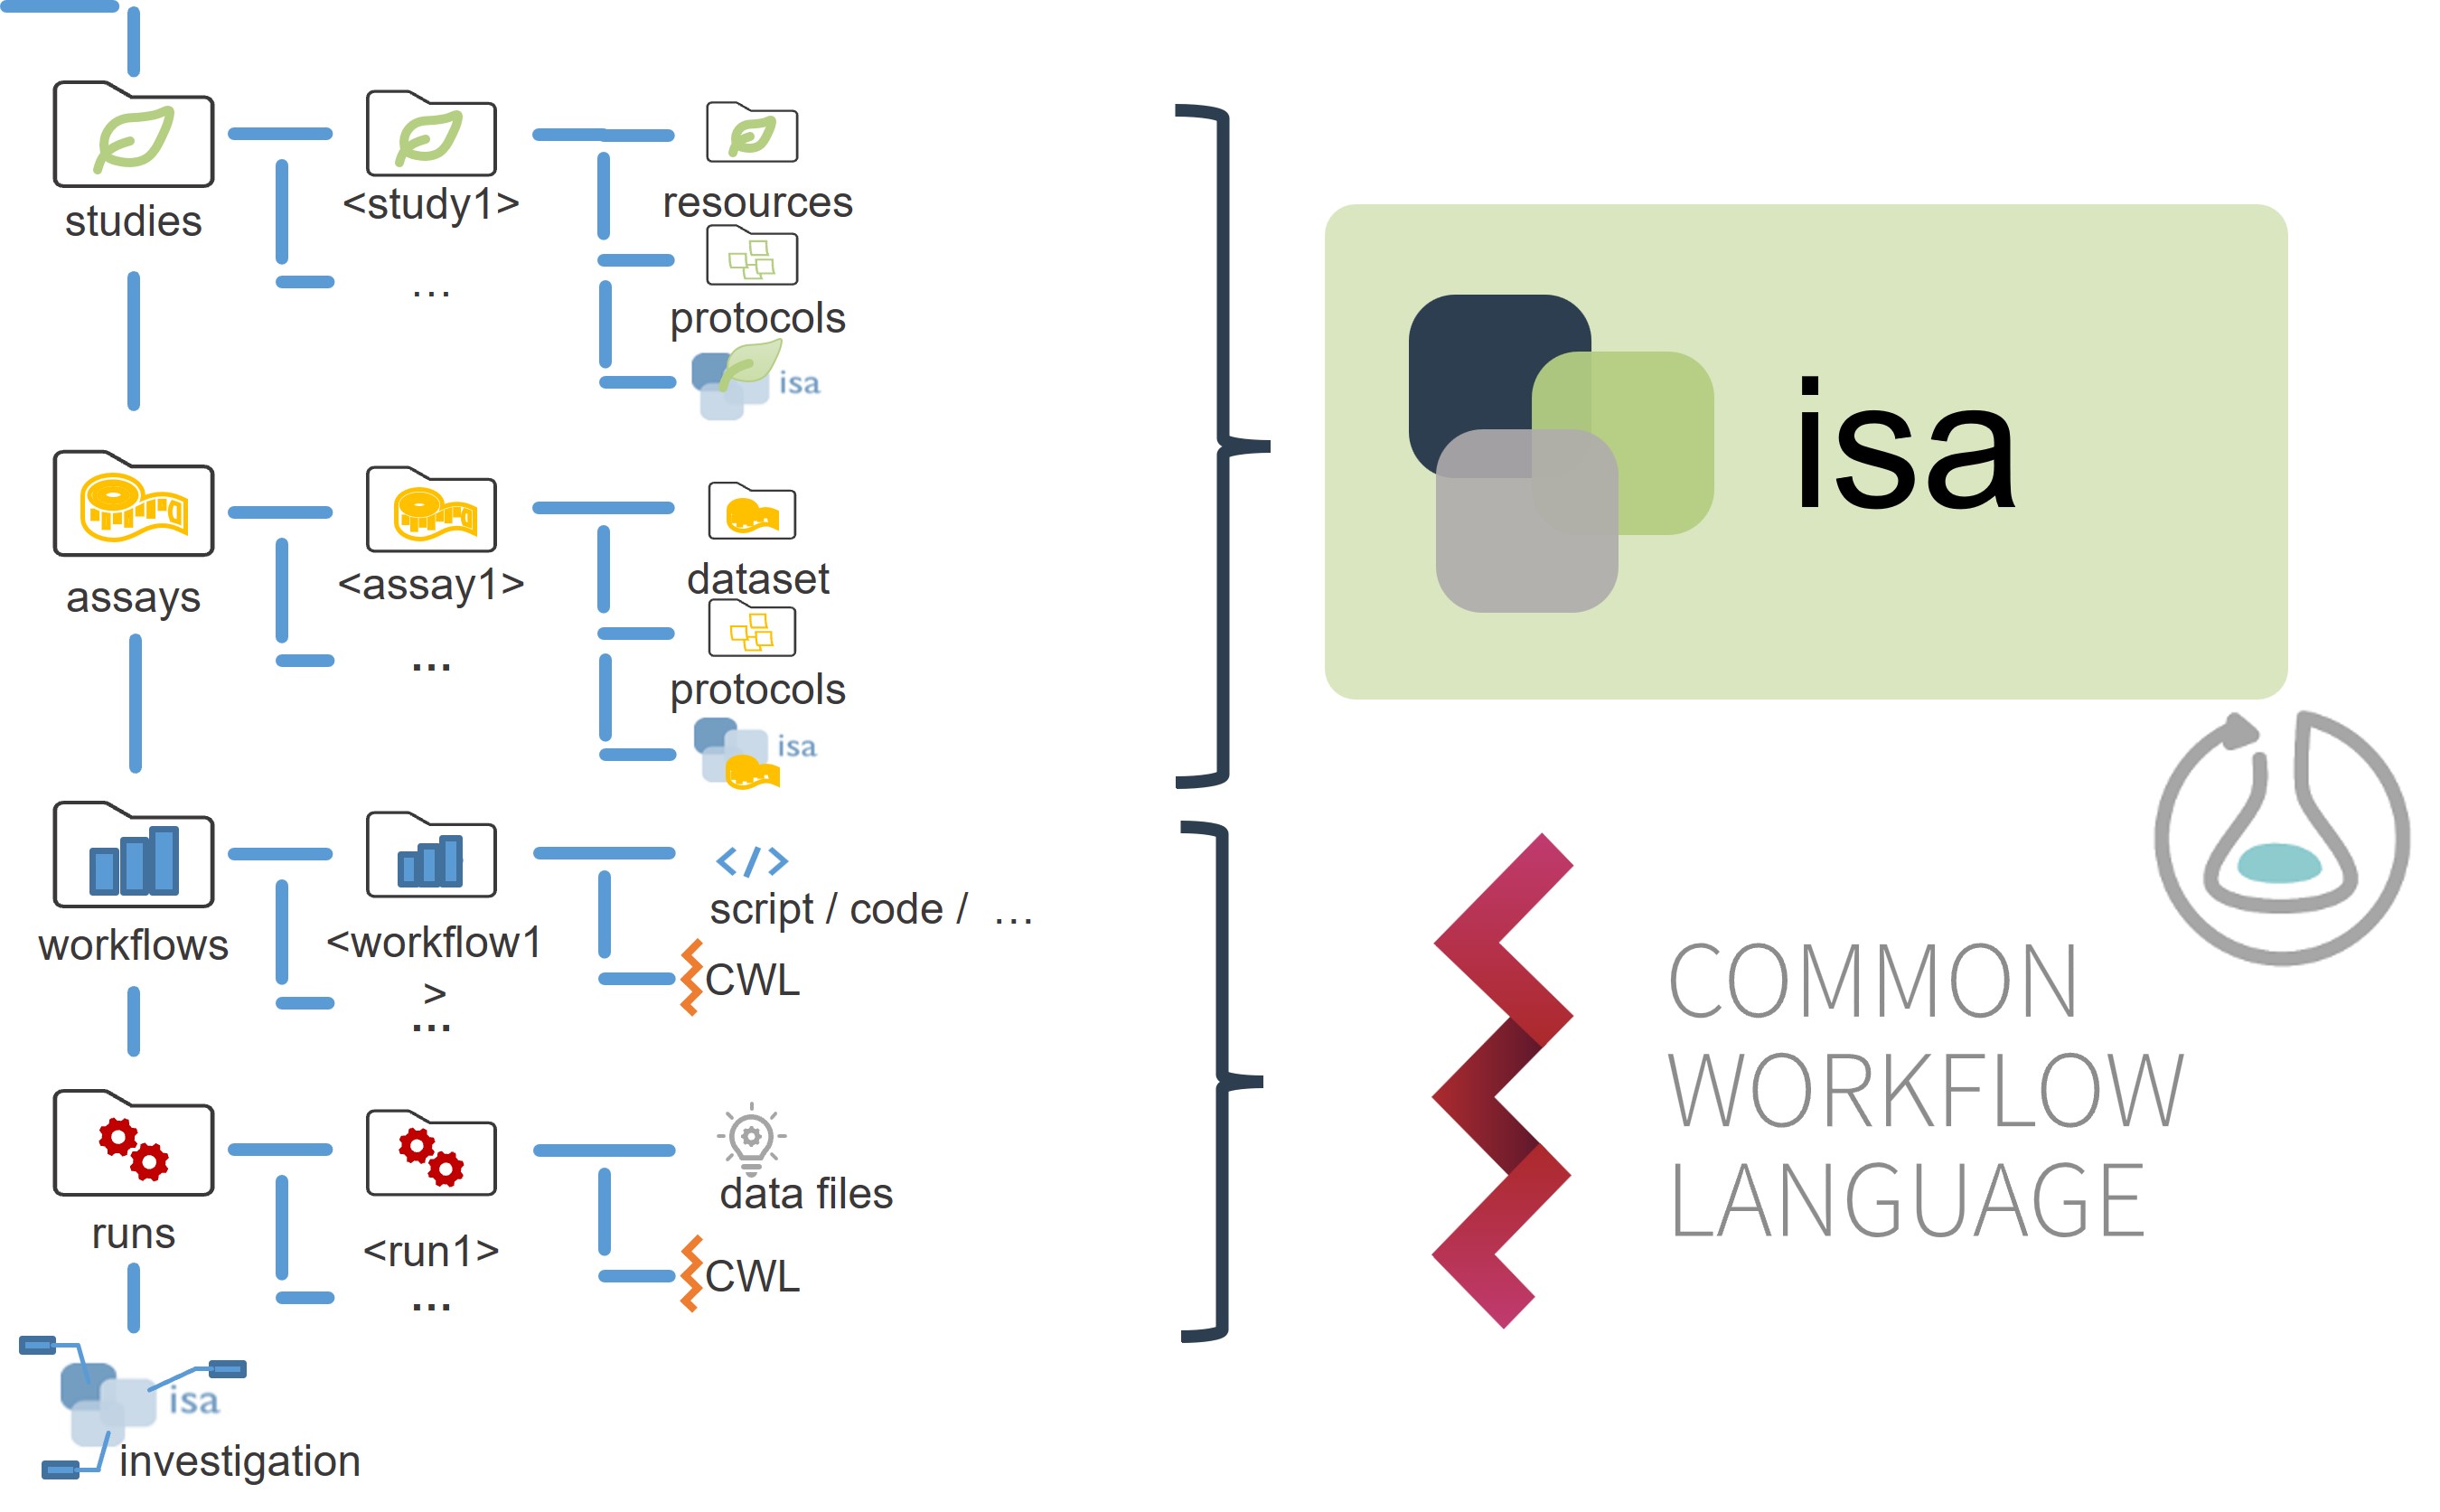 studies
<study1>
…
resources
protocols
isa
assays
<assay1>
...
dataset
protocols
isa
workflows
<workflow1
>
...
</>
script / code / …
CWL
runs
<run1>
...
data files
CWL
isa
investigation
isa
COMMON
WORKFLOW
LANGUAGE